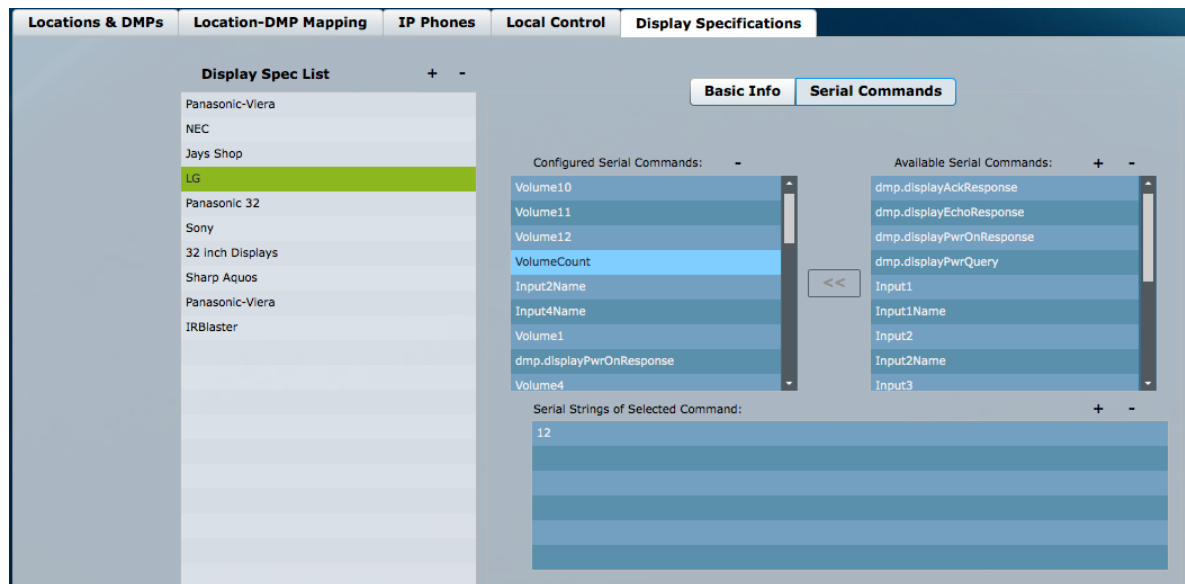 Locations & DMPs Location-DMP Mapping IP Phones Local Control Display Specifications
Display Spec List + -
Panasonic-Viera
NEC
Jays Shop
LG
Panasonic 32
Sony
32 inch Displays
Sharp Aquos
Panasonic-Viera
IRBlaster
Basic Info Serial Commands
Configured Serial Commands: -
Volume10
Volume11
Volume12
VolumeCount
Input2Name
Input4Name
Volume1
dmp.displayPwrOnResponse
Volume4
<<
Available Serial Commands: + -
dmp.displayAckResponse
dmp.displayEchoResponse
dmp.displayPwrOnResponse
dmp.displayPwrQuery
Input1
Input1Name
Input2
Input2Name
Input3
Serial Strings of Selected Command: + -
12